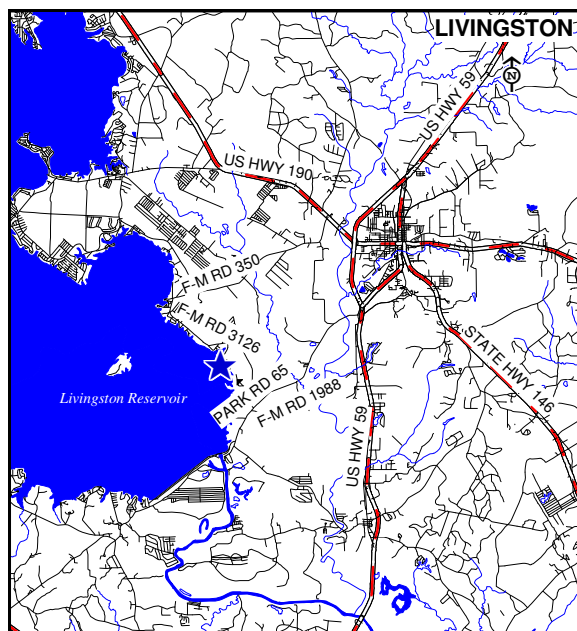 LIVINGSTON
N
US HWY 59
US HWY 190
F-M RD 350
F-M RD 3126
PARK RD 65
F-M RD 1988
Livingston Reservoir
US HWY 59
STATE HWY 146